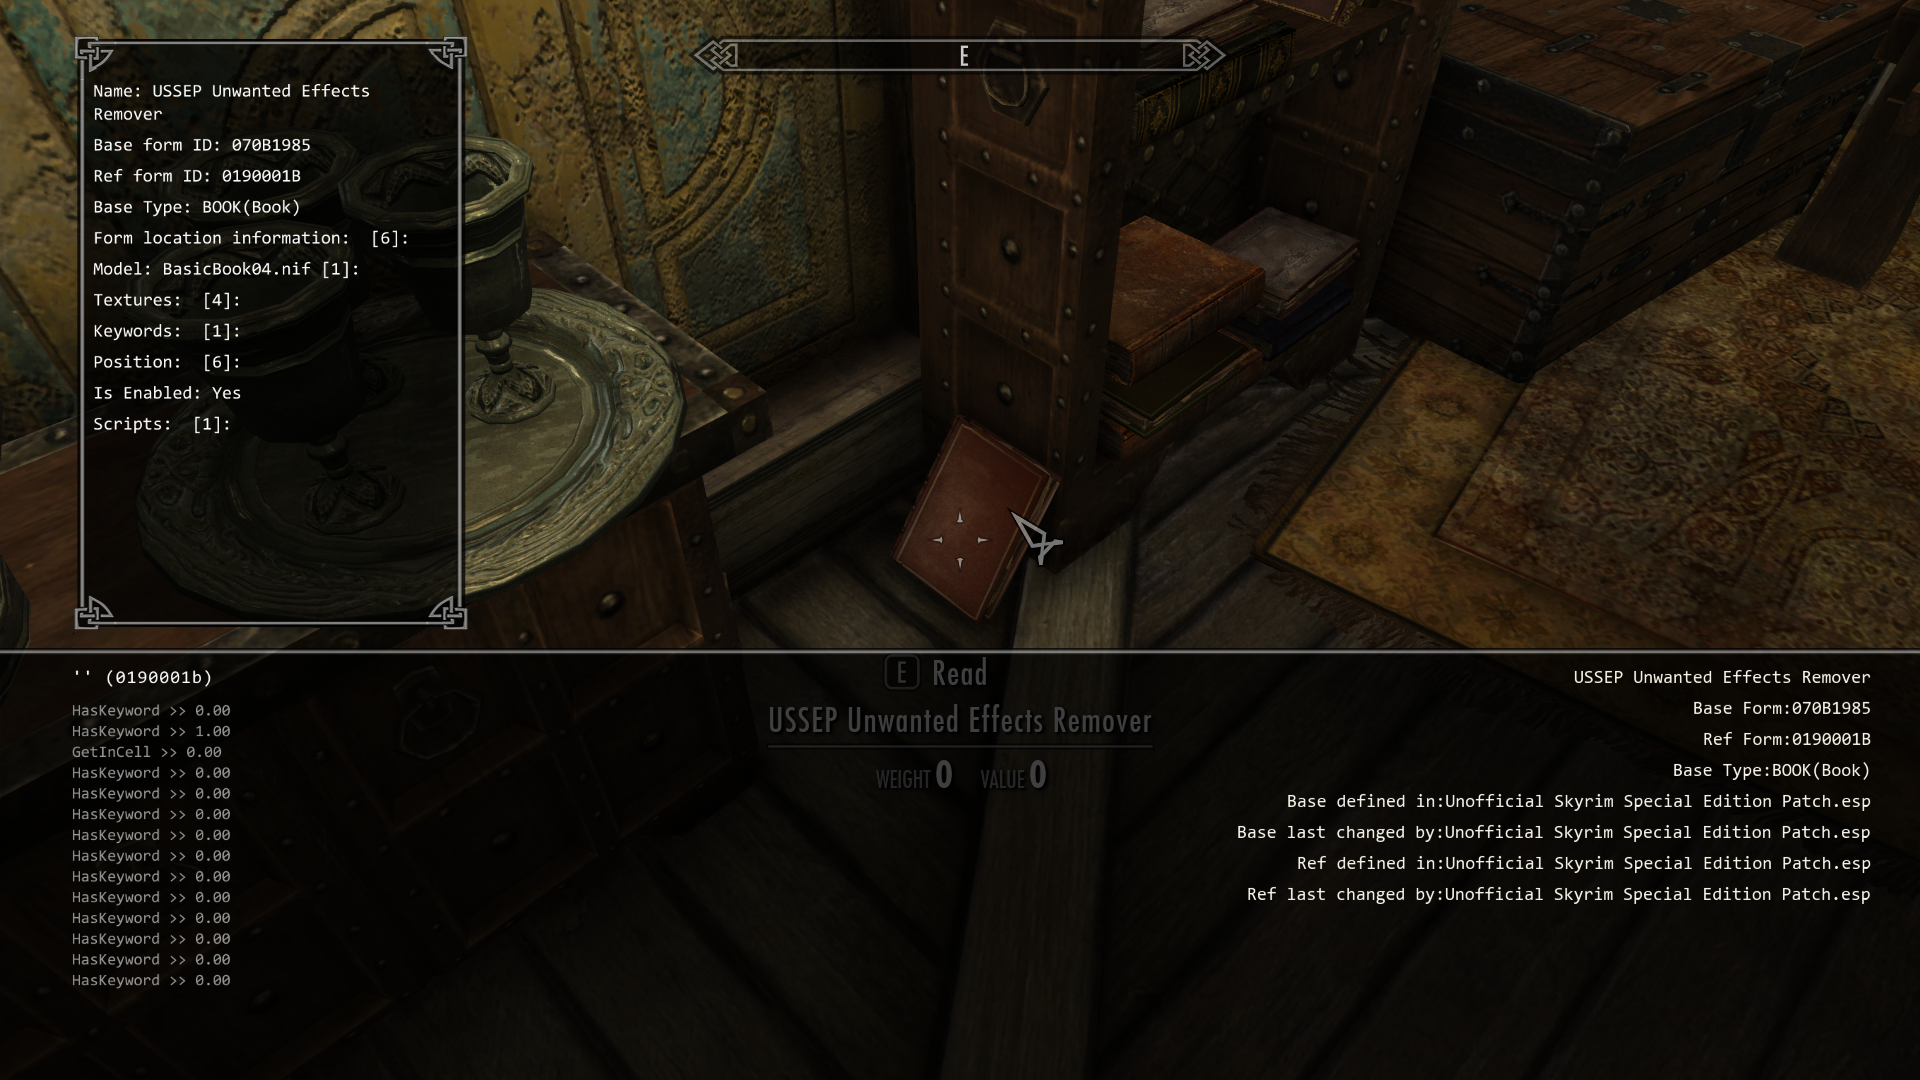 E
Name: USSEP Unwanted Effects
Remover
Base form ID: 070B1985
Ref form ID: 0190001B
Base Type: BOOK(Book)
Form location information:  [6]:
Model: BasicBook04.nif [1]:
Textures:  [4]:
Keywords:  [1]:
Position:  [6]:
Is Enabled: Yes
Scripts:  [1]:
'' (0190001b)
HasKeyword >> 0.00
HasKeyword >> 1.00
GetInCell >> 0.00
HasKeyword >> 0.00
HasKeyword >> 0.00
HasKeyword >> 0.00
HasKeyword >> 0.00
HasKeyword >> 0.00
HasKeyword >> 0.00
HasKeyword >> 0.00
HasKeyword >> 0.00
HasKeyword >> 0.00
HasKeyword >> 0.00
HasKeyword >> 0.00
E Read
USSEP Unwanted Effects Remover
WEIGHT 0 VALUE 0
USSEP Unwanted Effects Remover
Base Form:070B1985
Ref Form:0190001B
Base Type:BOOK(Book)
Base defined in:Unofficial Skyrim Special Edition Patch.esp
Base last changed by:Unofficial Skyrim Special Edition Patch.esp
Ref defined in:Unofficial Skyrim Special Edition Patch.esp
Ref last changed by:Unofficial Skyrim Special Edition Patch.esp